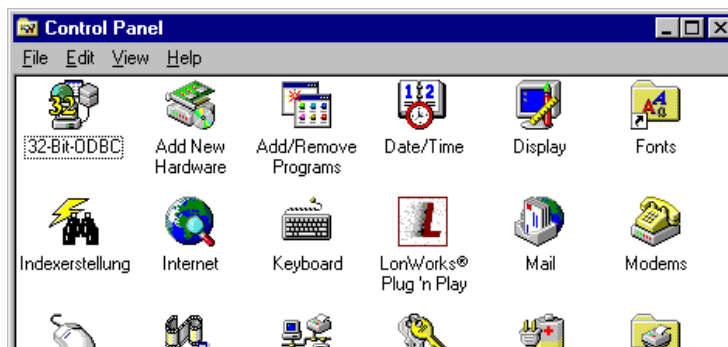 Control Panel
File Edit View Help
32-Bit-ODBC Add New Hardware Add/Remove Programs Date/Time Display Fonts
Indexerstellung Internet Keyboard LonWorks® Plug 'n Play Mail Modems